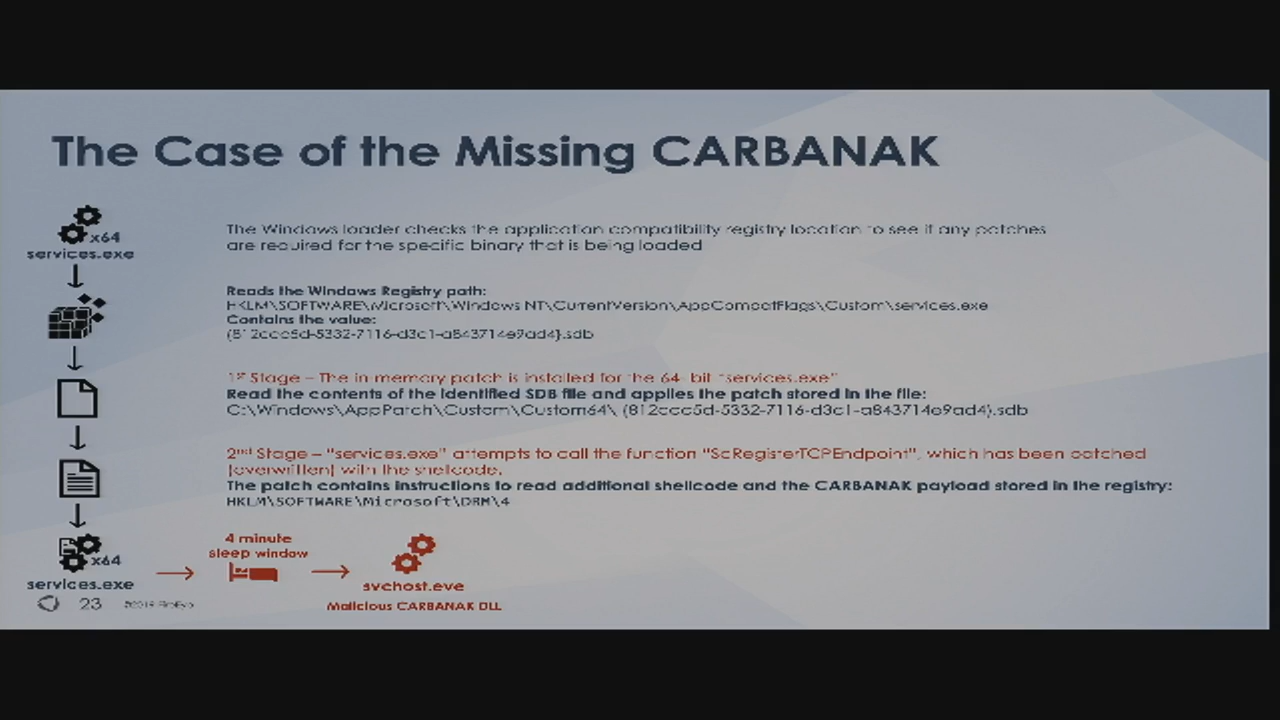 The Case of the Missing CARBANAK
x64
services.exe
The Windows loader checks the application compatibility registry location to see if any patches
are required for the specific binary that is being loaded
Reads the Windows Registry path:
HKLM\SOFTWARE\Microsoft\Windows NT\CurrentVersion\AppCompatFlags\Custom\services.exe
Contains the value:
{812ccc5d-5332-7116-d3c1-a843714e9ad4}.sdb
1st Stage – The in-memory patch is installed for the 64- bit "services.exe"
Read the contents of the identified SDB file and applies the patch stored in the file:
C:\Windows\AppPatch\Custom\Custom64\ {812ccc5d-5332-7116-d3c1-a843714e9ad4}.sdb
2nd Stage – "services.exe" attempts to call the function "ScRegisterTCPEndpoint", which has been patched
(overwritten) with the shellcode.
The patch contains instructions to read additional shellcode and the CARBANAK payload stored in the registry:
HKLM\SOFTWARE\Microsoft\DRM\4
x64
services.exe
4 minute
sleep window
svchost.exe
Malicious CARBANAK DLL
23
FireEye